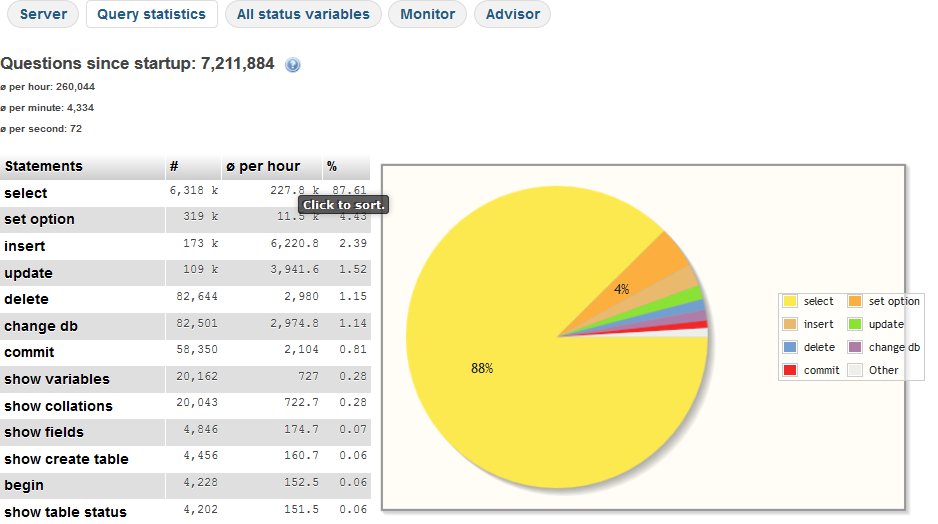 Server Query statistics All status variables Monitor Advisor
Questions since startup: 7,211,884
ø per hour: 260,044
ø per minute: 4,334
ø per second: 72
Statements # ø per hour %
select 6,318 k 227.8 k 87.61
Click to sort.
set option 319 k 11.5 k 4.43
insert 173 k 6,220.8 2.39
update 109 k 3,941.6 1.52
delete 82,644 2,980 1.15
change db 82,501 2,974.8 1.14
commit 58,350 2,104 0.81
show variables 20,162 727 0.28
show collations 20,043 722.7 0.28
show fields 4,846 174.7 0.07
show create table 4,456 160.7 0.06
begin 4,228 152.5 0.06
show table status 4,202 151.5 0.06
4%
88%
select set option
insert update
delete change db
commit Other